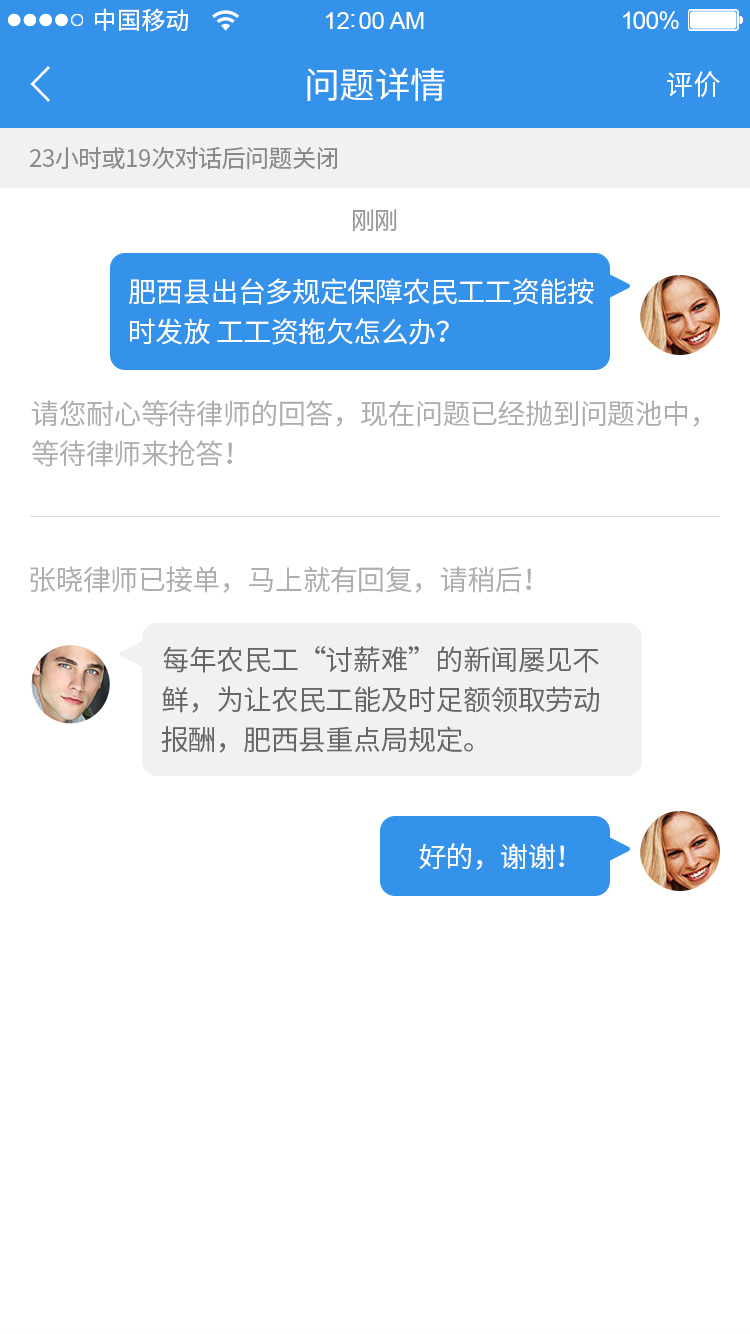 中国移动 12:00 AM 100%
问题详情 评价
23小时或19次对话后问题关闭
刚刚
肥西县出台多规定保障农民工工资能按
时发放 工工资拖欠怎么办？
请您耐心等待律师的回答，现在问题已经抛到问题池中，
等待律师来抢答！
张晓律师已接单，马上就有回复，请稍后！
每年农民工“讨薪难”的新闻屡见不
鲜，为让农民工能及时足额领取劳动
报酬，肥西县重点局规定。
好的，谢谢！